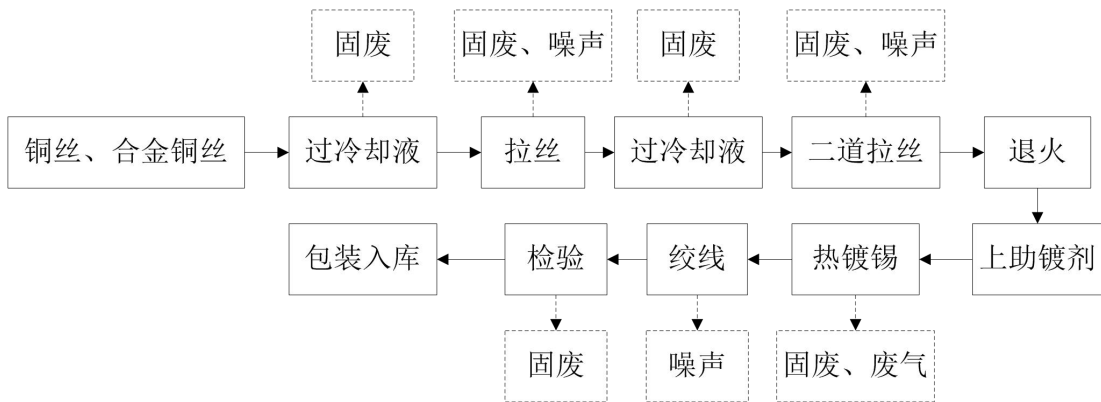 固废
固废、噪声
固废
固废、噪声
铜丝、合金铜丝
过冷却液
拉丝
过冷却液
二道拉丝
退火
包装入库
检验
绞线
热镀锡
上助镀剂
固废
噪声
固废、废气